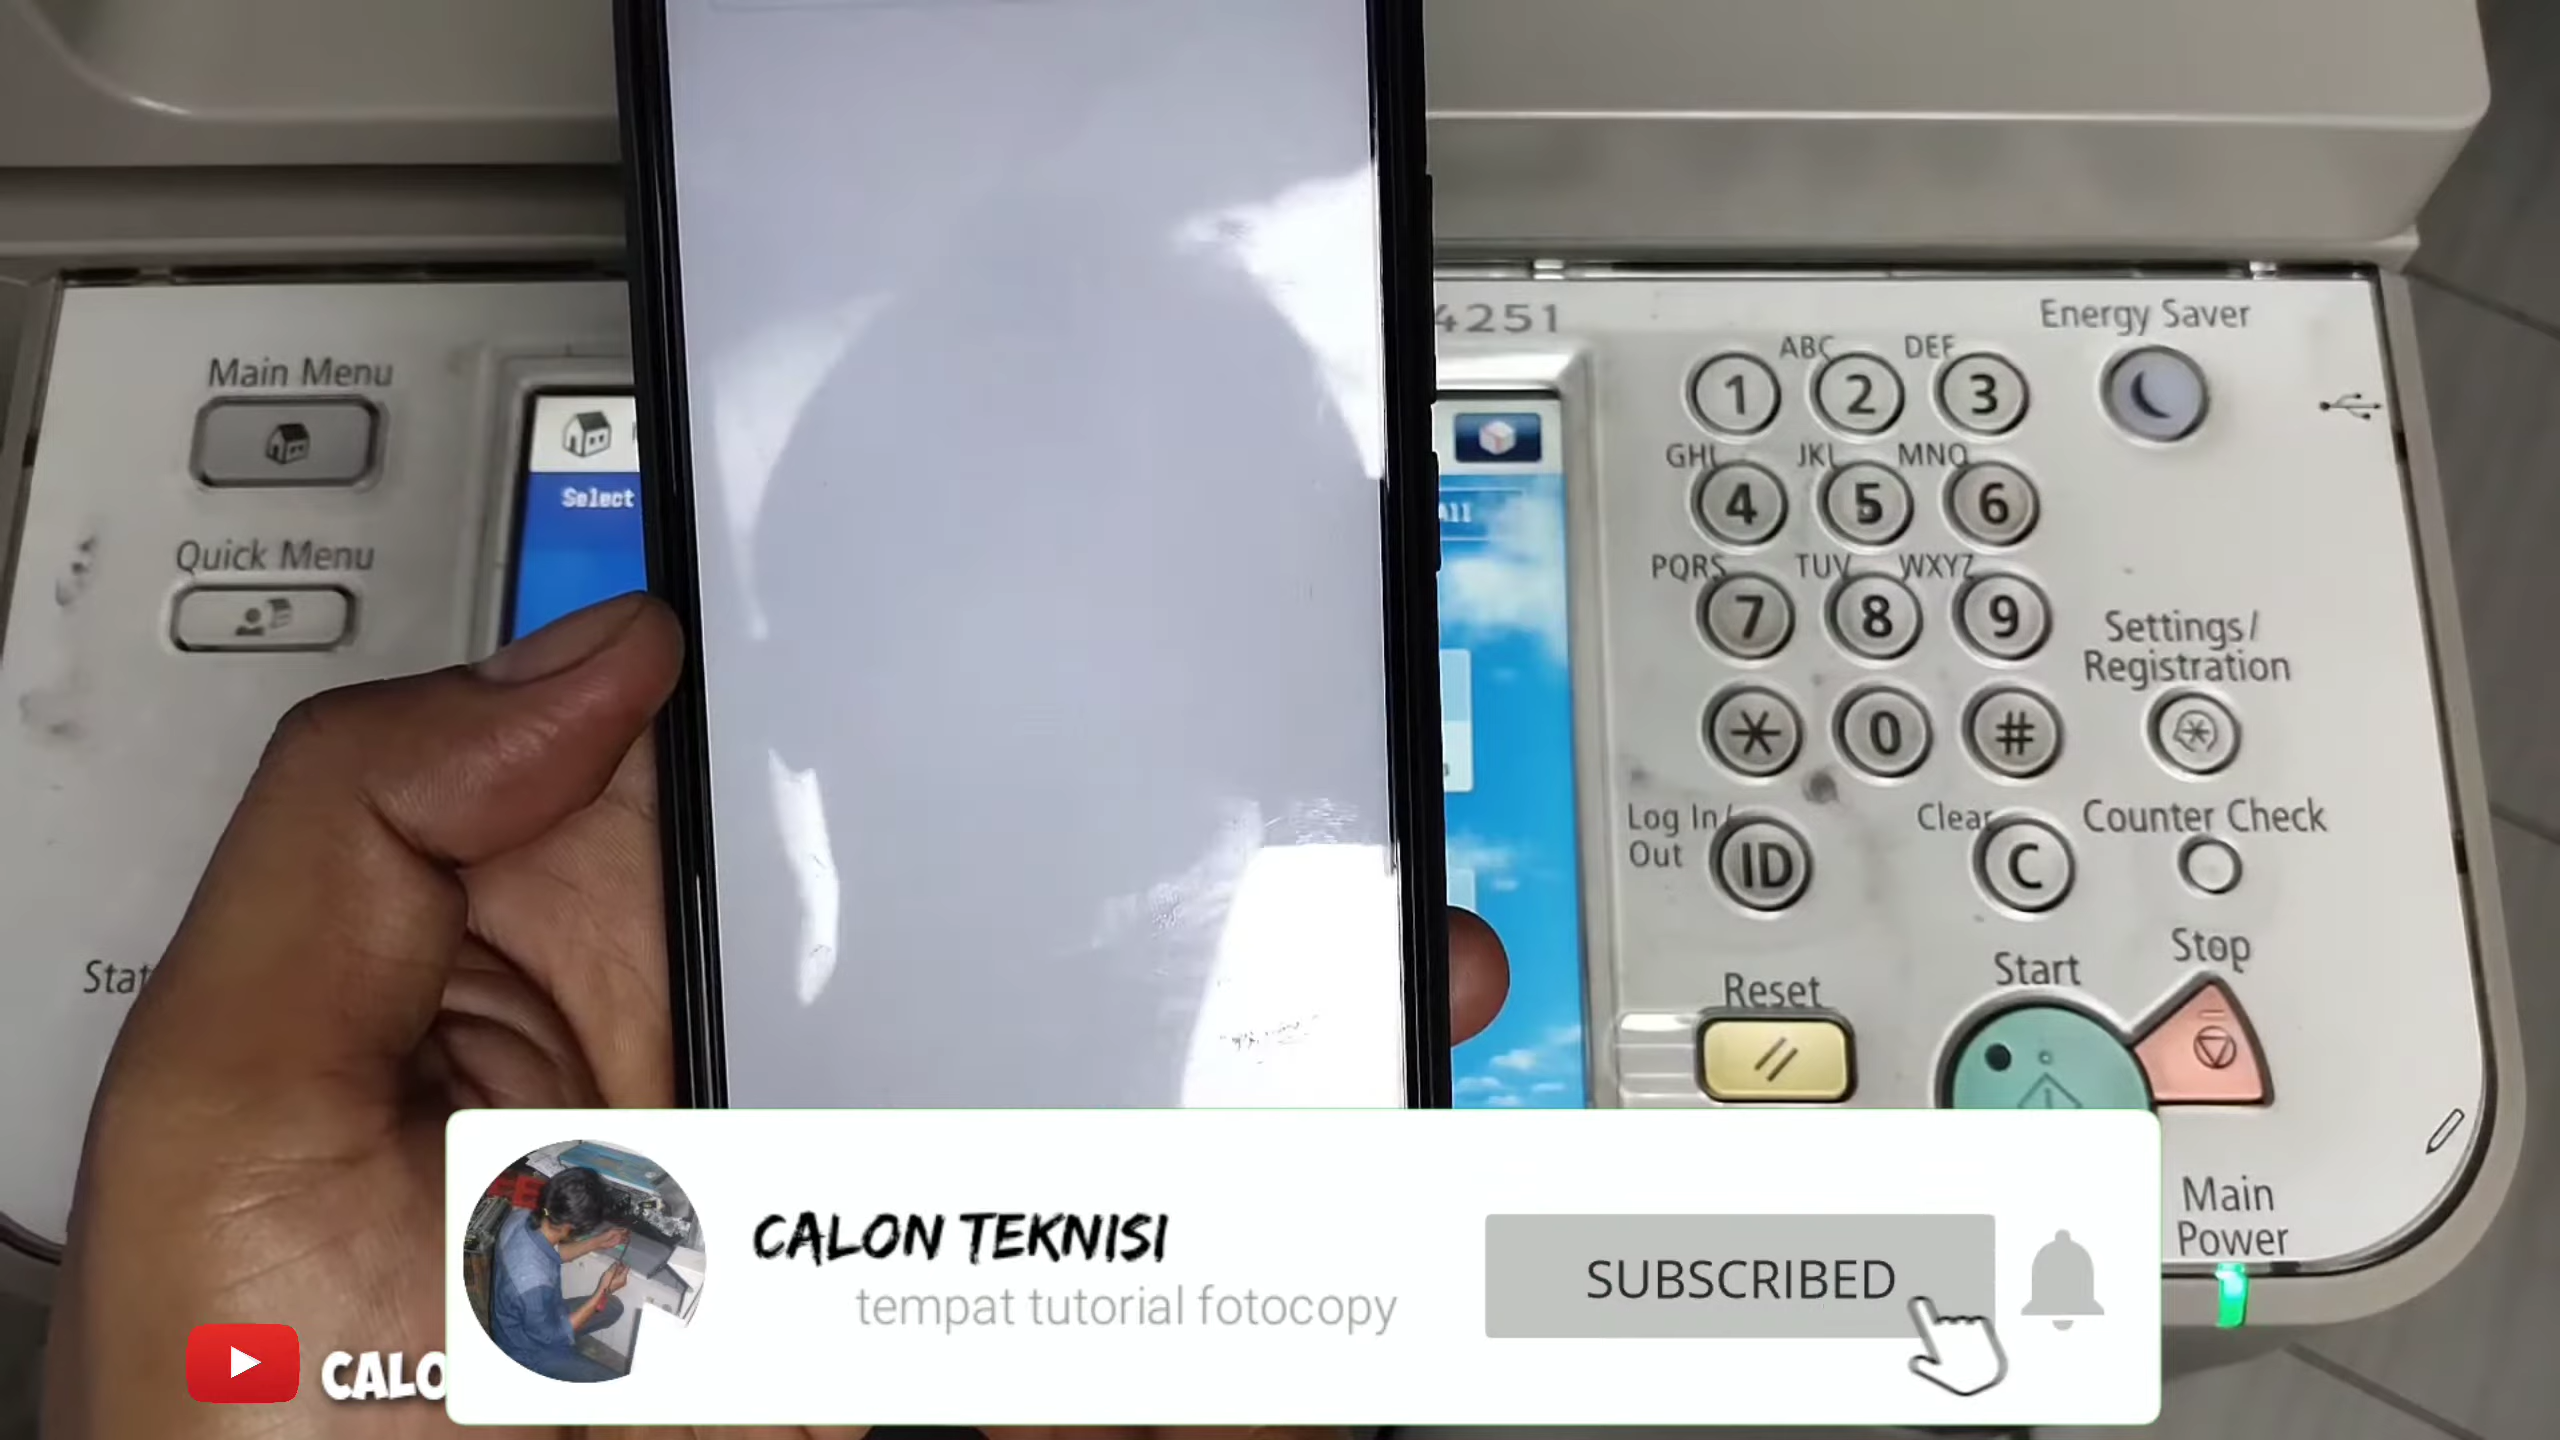 4251
Energy Saver
Main Menu
ABC
DEF
1
2
3
Select
All
GHI
JKL
MNO
4
5
6
Quick Menu
PQRS
TUV
WXYZ
7
8
9
Settings/
Registration
*
0
#
Log In/
Out
ID
Clear
C
Counter Check
Reset
Start
Stop
Main
Power
CALON TEKNISI
tempat tutorial fotocopy
SUBSCRIBED